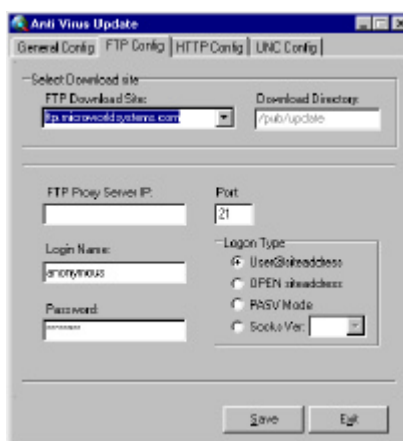 Anti Virus Update
General Config FTP Config HTTP Config UNC Config
Select Download site
FTP Download Site: Download Directory:
ftp.microworldsystems.com /pub/update
FTP Proxy Server IP: Port:
21
Login Name: Logon Type
anonymous User@siteaddress
OPEN siteaddress
Password: PASV Mode
******** Socks Ver:
Save Exit